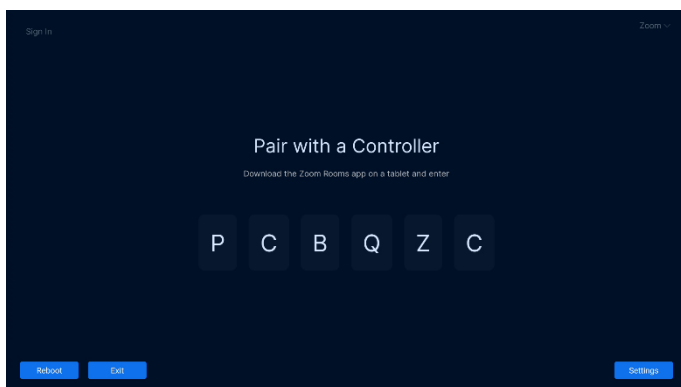 Sign In
Zoom
Pair with a Controller
Download the Zoom Rooms app on a tablet and enter
P C B Q Z C
Reboot
Exit
Settings